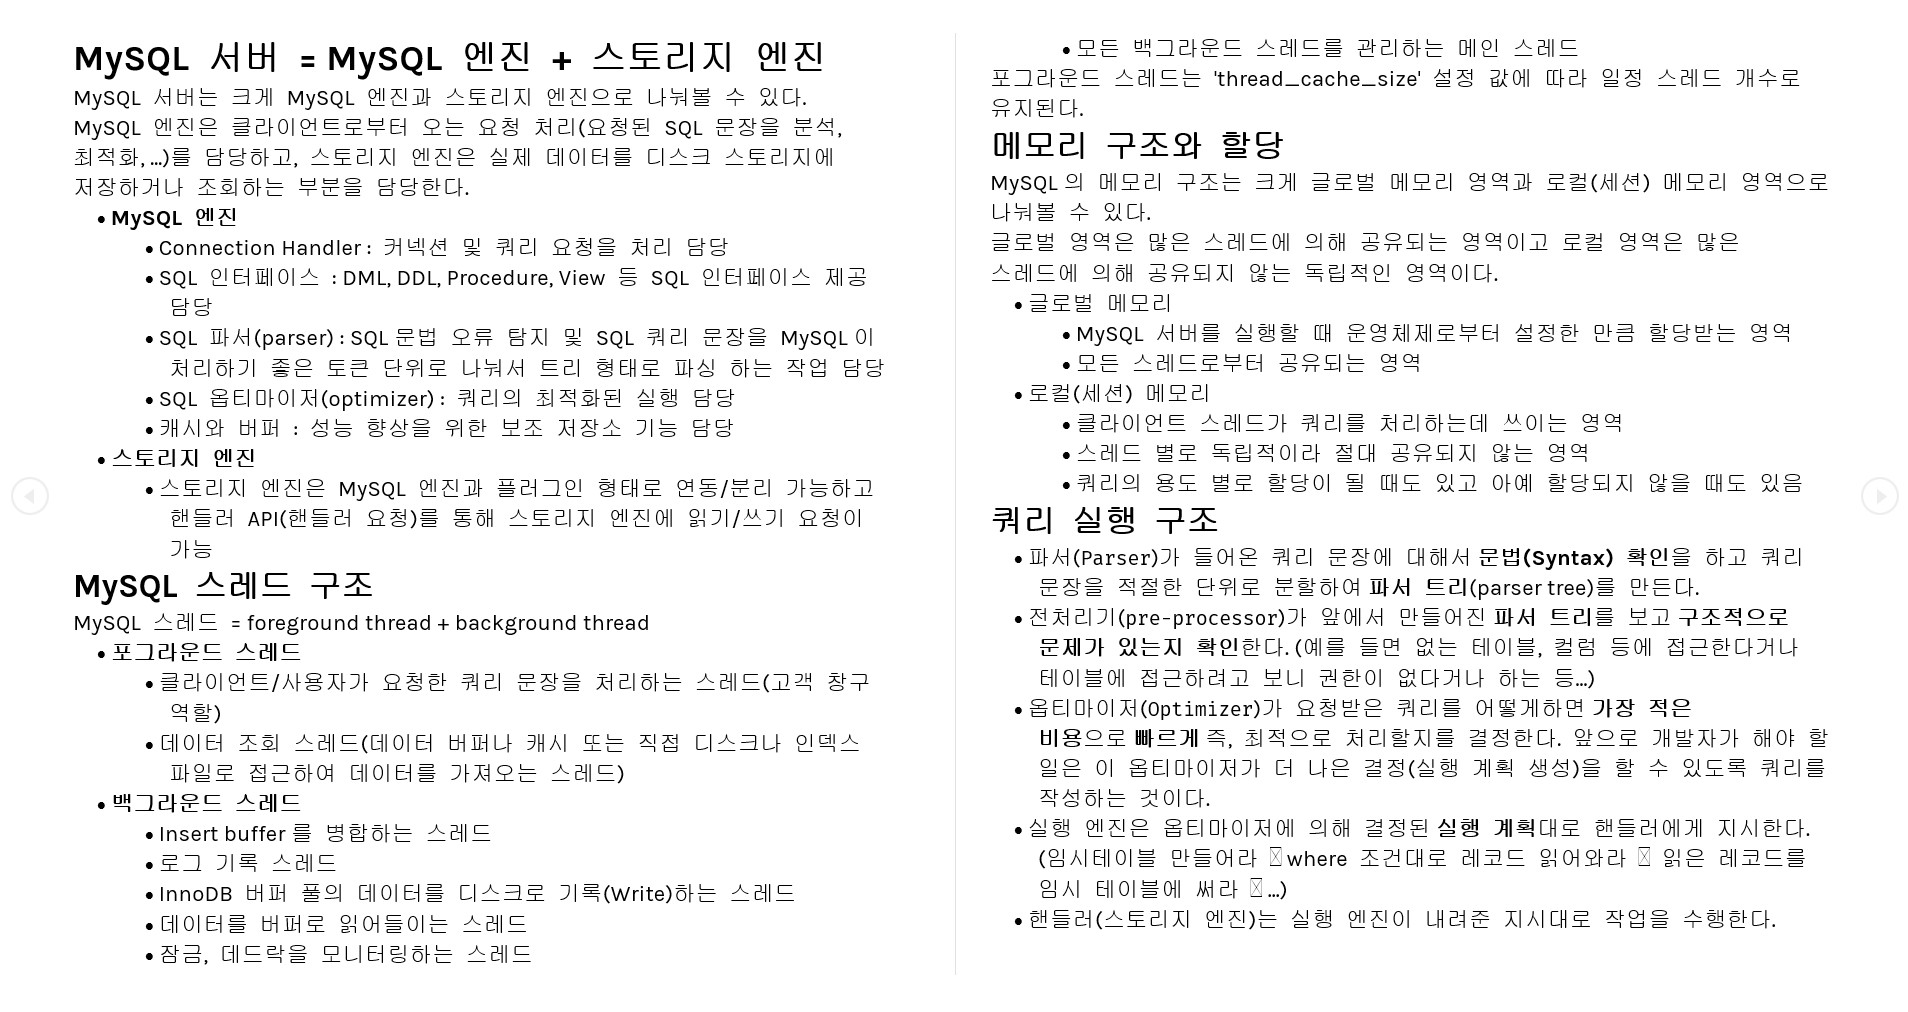 MySQL 서버 = MySQL 엔진 + 스토리지 엔진
MySQL 서버는 크게 MySQL 엔진과 스토리지 엔진으로 나눠볼 수 있다.
MySQL 엔진은 클라이언트로부터 오는 요청 처리(요청된 SQL 문장을 분석,
최적화, ...)를 담당하고, 스토리지 엔진은 실제 데이터를 디스크 스토리지에
저장하거나 조회하는 부분을 담당한다.
• MySQL 엔진
• Connection Handler : 커넥션 및 쿼리 요청을 처리 담당
• SQL 인터페이스 : DML, DDL, Procedure, View 등 SQL 인터페이스 제공
담당
• SQL 파서(parser) : SQL 문법 오류 탐지 및 SQL 쿼리 문장을 MySQL 이
처리하기 좋은 토큰 단위로 나눠서 트리 형태로 파싱 하는 작업 담당
• SQL 옵티마이저(optimizer) : 쿼리의 최적화된 실행 담당
• 캐시와 버퍼 : 성능 향상을 위한 보조 저장소 기능 담당
• 스토리지 엔진
• 스토리지 엔진은 MySQL 엔진과 플러그인 형태로 연동/분리 가능하고
핸들러 API(핸들러 요청)를 통해 스토리지 엔진에 읽기/쓰기 요청이
가능
MySQL 스레드 구조
MySQL 스레드 = foreground thread + background thread
• 포그라운드 스레드
• 클라이언트/사용자가 요청한 쿼리 문장을 처리하는 스레드(고객 창구
역할)
• 데이터 조회 스레드(데이터 버퍼나 캐시 또는 직접 디스크나 인덱스
파일로 접근하여 데이터를 가져오는 스레드)
• 백그라운드 스레드
• Insert buffer 를 병합하는 스레드
• 로그 기록 스레드
• InnoDB 버퍼 풀의 데이터를 디스크로 기록(Write)하는 스레드
• 데이터를 버퍼로 읽어들이는 스레드
• 잠금, 데드락을 모니터링하는 스레드
• 모든 백그라운드 스레드를 관리하는 메인 스레드
포그라운드 스레드는 'thread_cache_size' 설정 값에 따라 일정 스레드 개수로
유지된다.
메모리 구조와 할당
MySQL 의 메모리 구조는 크게 글로벌 메모리 영역과 로컬(세션) 메모리 영역으로
나눠볼 수 있다.
글로벌 영역은 많은 스레드에 의해 공유되는 영역이고 로컬 영역은 많은
스레드에 의해 공유되지 않는 독립적인 영역이다.
• 글로벌 메모리
• MySQL 서버를 실행할 때 운영체제로부터 설정한 만큼 할당받는 영역
• 모든 스레드로부터 공유되는 영역
• 로컬(세션) 메모리
• 클라이언트 스레드가 쿼리를 처리하는데 쓰이는 영역
• 스레드 별로 독립적이라 절대 공유되지 않는 영역
• 쿼리의 용도 별로 할당이 될 때도 있고 아예 할당되지 않을 때도 있음
쿼리 실행 구조
• 파서(Parser)가 들어온 쿼리 문장에 대해서 문법(Syntax) 확인을 하고 쿼리
문장을 적절한 단위로 분할하여 파서 트리(parser tree)를 만든다.
• 전처리기(pre-processor)가 앞에서 만들어진 파서 트리를 보고 구조적으로
문제가 있는지 확인한다. (예를 들면 없는 테이블, 컬럼 등에 접근한다거나
테이블에 접근하려고 보니 권한이 없다거나 하는 등...)
• 옵티마이저(Optimizer)가 요청받은 쿼리를 어떻게하면 가장 적은
비용으로 빠르게 즉, 최적으로 처리할지를 결정한다. 앞으로 개발자가 해야 할
일은 이 옵티마이저가 더 나은 결정(실행 계획 생성)을 할 수 있도록 쿼리를
작성하는 것이다.
• 실행 엔진은 옵티마이저에 의해 결정된 실행 계획대로 핸들러에게 지시한다.
(임시테이블 만들어라 where 조건대로 레코드 읽어와라 읽은 레코드를
임시 테이블에 써라 ...)
• 핸들러(스토리지 엔진)는 실행 엔진이 내려준 지시대로 작업을 수행한다.